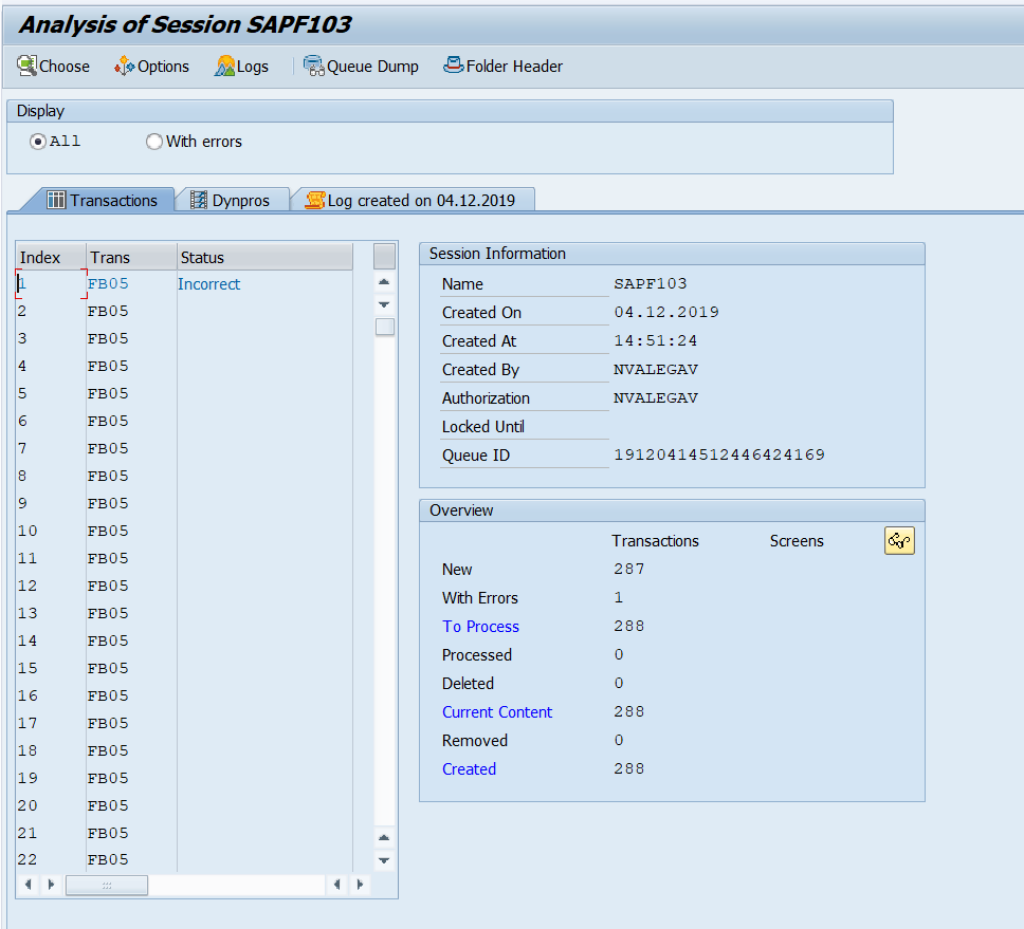 Analysis of Session SAPF103
Choose Options Logs Queue Dump Folder Header
Display
All With errors
Transactions Dynpros Log created on 04.12.2019
Index Trans Status
1 FB05 Incorrect
2 FB05
3 FB05
4 FB05
5 FB05
6 FB05
7 FB05
8 FB05
9 FB05
10 FB05
11 FB05
12 FB05
13 FB05
14 FB05
15 FB05
16 FB05
17 FB05
18 FB05
19 FB05
20 FB05
21 FB05
22 FB05
Session Information
Name SAPF103
Created On 04.12.2019
Created At 14:51:24
Created By NVALEGAV
Authorization NVALEGAV
Locked Until
Queue ID 19120414512446424169
Overview
Transactions Screens
New 287
With Errors 1
To Process 288
Processed 0
Deleted 0
Current Content 288
Removed 0
Created 288